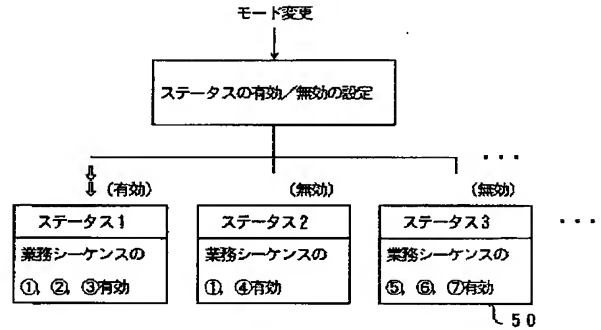 モード変更
ステータスの有効／無効の設定
・・・
(有効) (無効) (無効)
ステータス1 ステータス2 ステータス3 ・・・
業務シーケンスの 業務シーケンスの 業務シーケンスの
①, ②, ③有効 ①, ④有効 ⑤, ⑥, ⑦有効
50